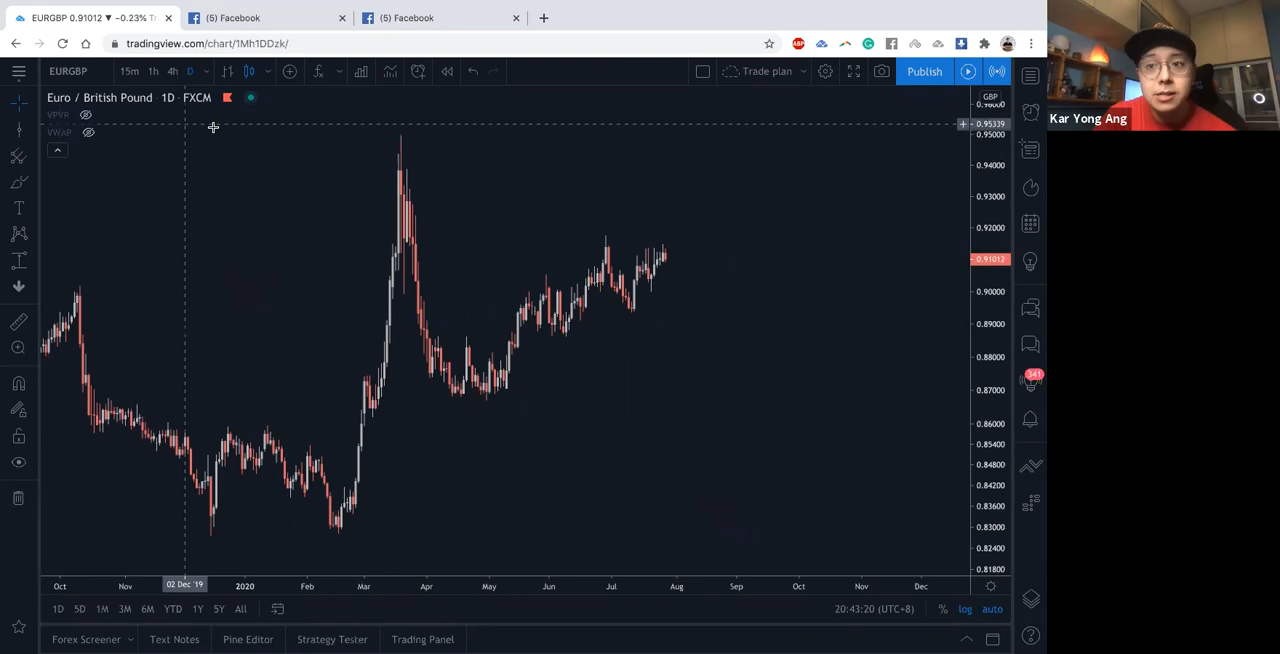 EURGBP 0.91012 ▼ −0.23%
(5) Facebook
(5) Facebook
tradingview.com/chart/1Mh1DDzk/
ABP
EURGBP
15m 1h 4h D
Trade plan
Publish
Euro / British Pound · 1D · FXCM
VPVR
VWAP
GBP
0.96000
0.95339
0.95000
0.94000
0.93000
0.92000
0.91012
0.90000
0.89000
0.88000
0.87000
0.86000
0.85400
0.84800
0.84200
0.83600
0.83000
0.82400
0.81800
Oct Nov 02 Dec '19 2020 Feb Mar Apr May Jun Jul Aug Sep Oct Nov Dec
1D 5D 1M 3M 6M YTD 1Y 5Y All
20:43:20 (UTC+8) % log auto
Forex Screener Text Notes Pine Editor Strategy Tester Trading Panel
341
Kar Yong Ang